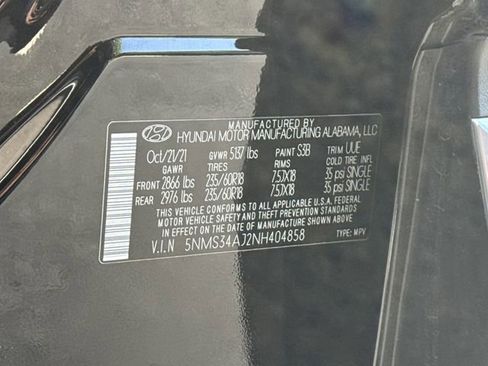 MANUFACTURED BY
HYUNDAI MOTOR MANUFACTURING ALABAMA, LLC
Oct/21/21 GVWR 5137 lbs PAINT S3B TRIM UUE
GAWR TIRES RIMS COLD TIRE INFL
FRONT 2866 lbs 235/60R18 7.5JX18 35 psi SINGLE
REAR 2976 lbs 235/60R18 7.5JX18 35 psi SINGLE
THIS VEHICLE CONFORMS TO ALL APPLICABLE U.S.A. FEDERAL
MOTOR VEHICLE SAFETY, BUMPER, AND THEFT PREVENTION
STANDARDS IN EFFECT ON THE DATE OF MANUFACTURE SHOWN ABOVE.
V.I.N 5NMS34AJ2NH404858 TYPE: MPV